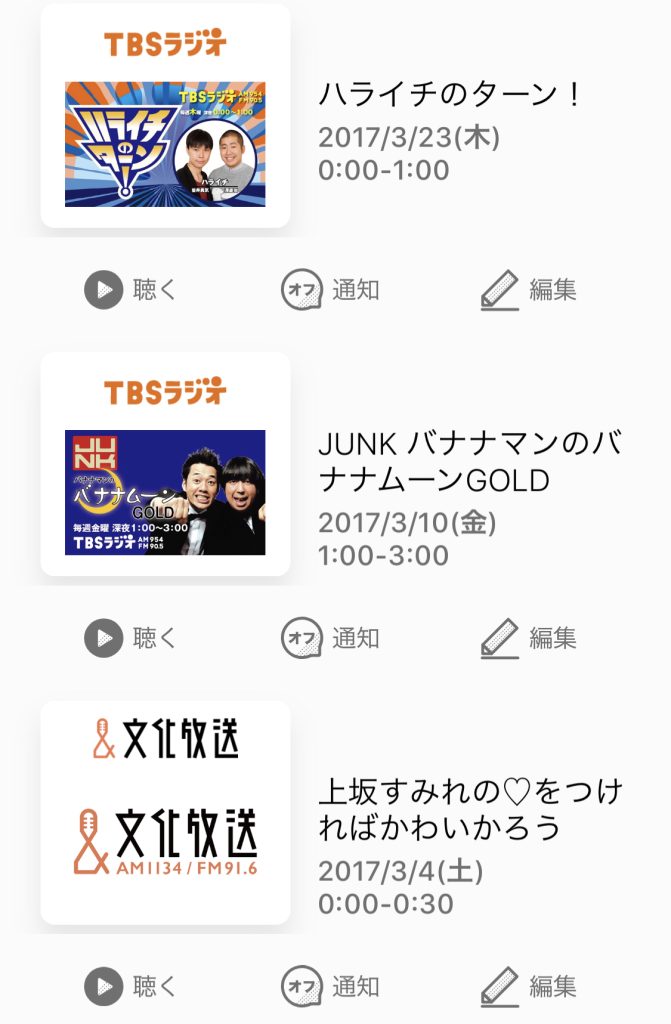 TBSラジオ
ハライチのターン！
TBSラジオ AM954 FM90.5
毎週木曜 深夜0:00～1:00
ハライチ
ハライチのターン！
2017/3/23(木)
0:00-1:00
聴く
オフ 通知
編集
TBSラジオ
JUNK
バナナマンの
バナナムーン
GOLD
毎週金曜 深夜1:00～3:00
TBSラジオ AM954 FM90.5
JUNK バナナマンのバ
ナナムーンGOLD
2017/3/10(金)
1:00-3:00
聴く
オフ 通知
編集
文化放送
文化放送
AM1134 / FM91.6
上坂すみれの♡をつけ
ればかわいかろう
2017/3/4(土)
0:00-0:30
聴く
オフ 通知
編集